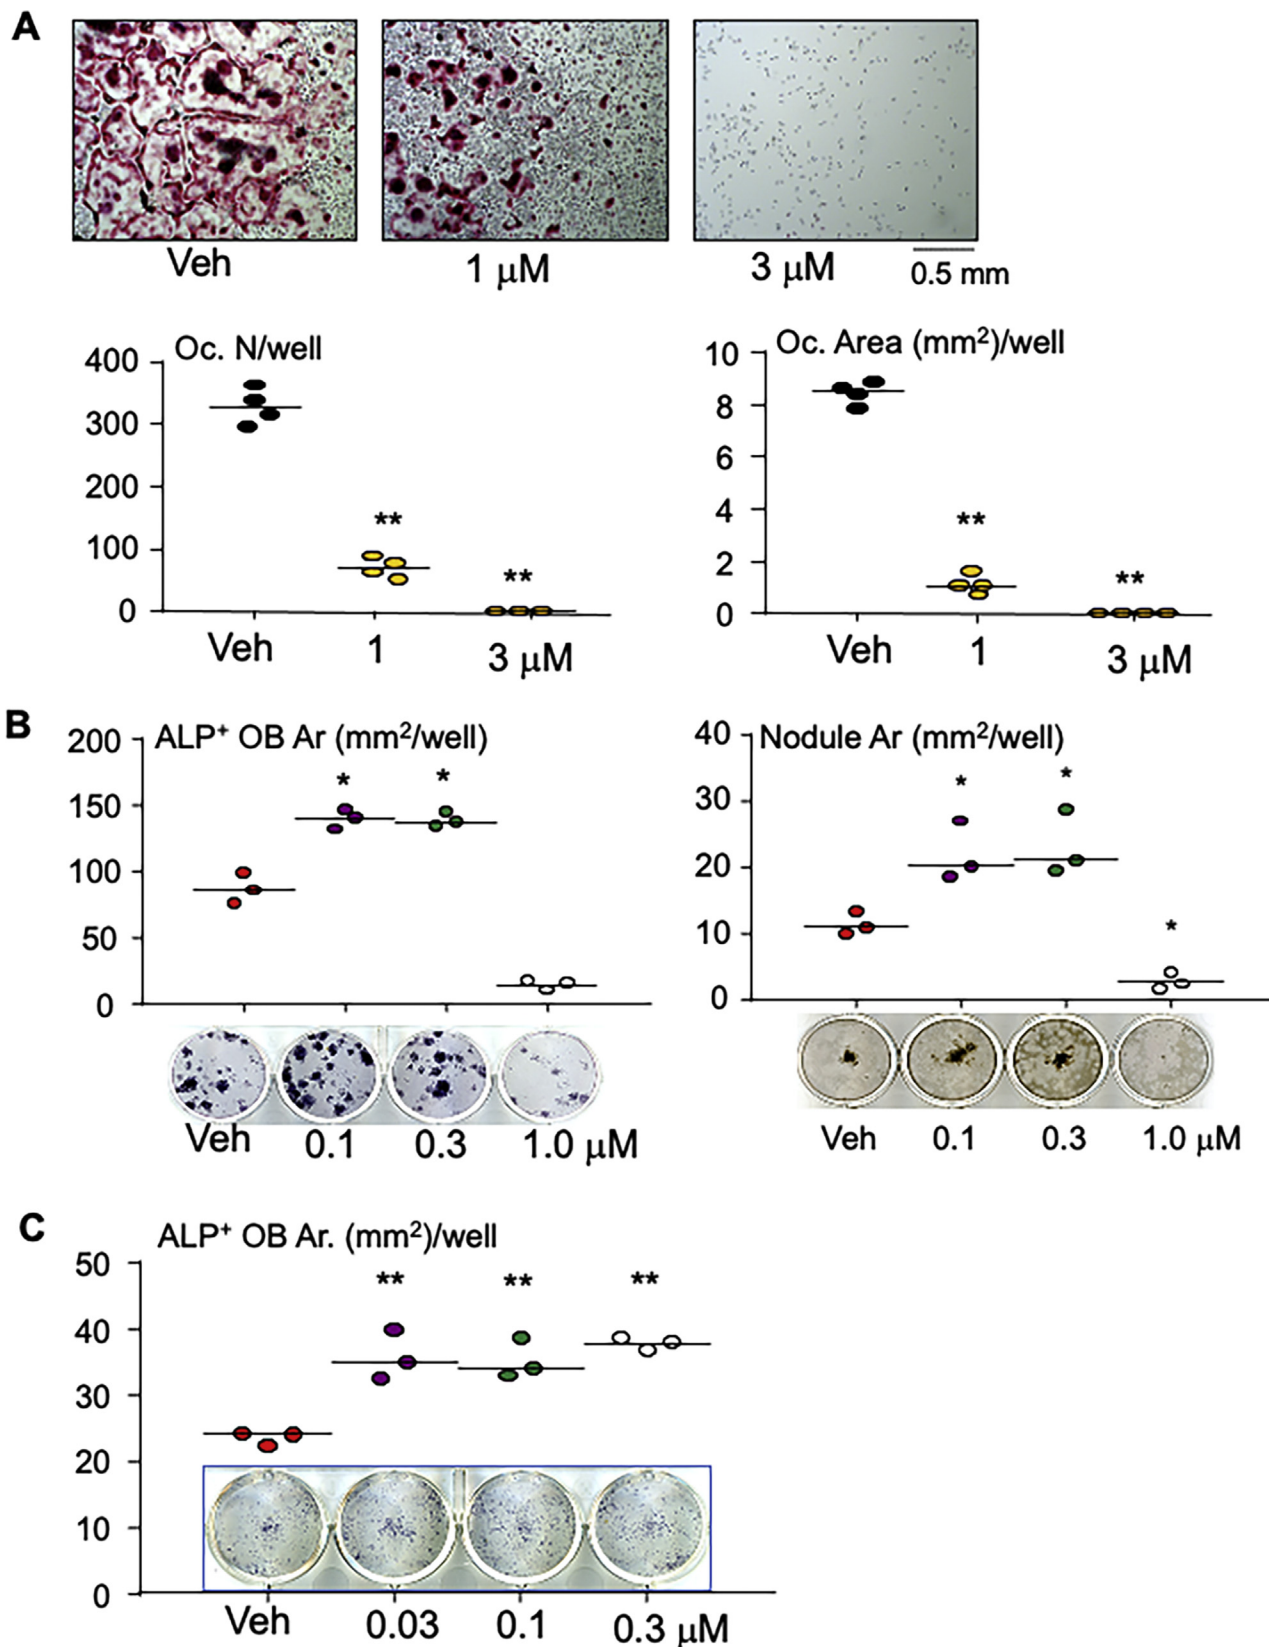 A
Veh 1 μM 3 μM 0.5 mm
Oc. N/well
400
300
200
100
0
**
**
Veh 1 3 μM
Oc. Area (mm²)/well
10
8
6
4
2
0
**
**
Veh 1 3 μM
B
ALP⁺ OB Ar (mm²/well)
200
150
100
50
0
* *
Veh 0.1 0.3 1.0 μM
Nodule Ar (mm²/well)
40
30
20
10
0
* * *
Veh 0.1 0.3 1.0 μM
C
ALP⁺ OB Ar. (mm²)/well
50
40
30
20
10
0
** ** **
Veh 0.03 0.1 0.3 μM